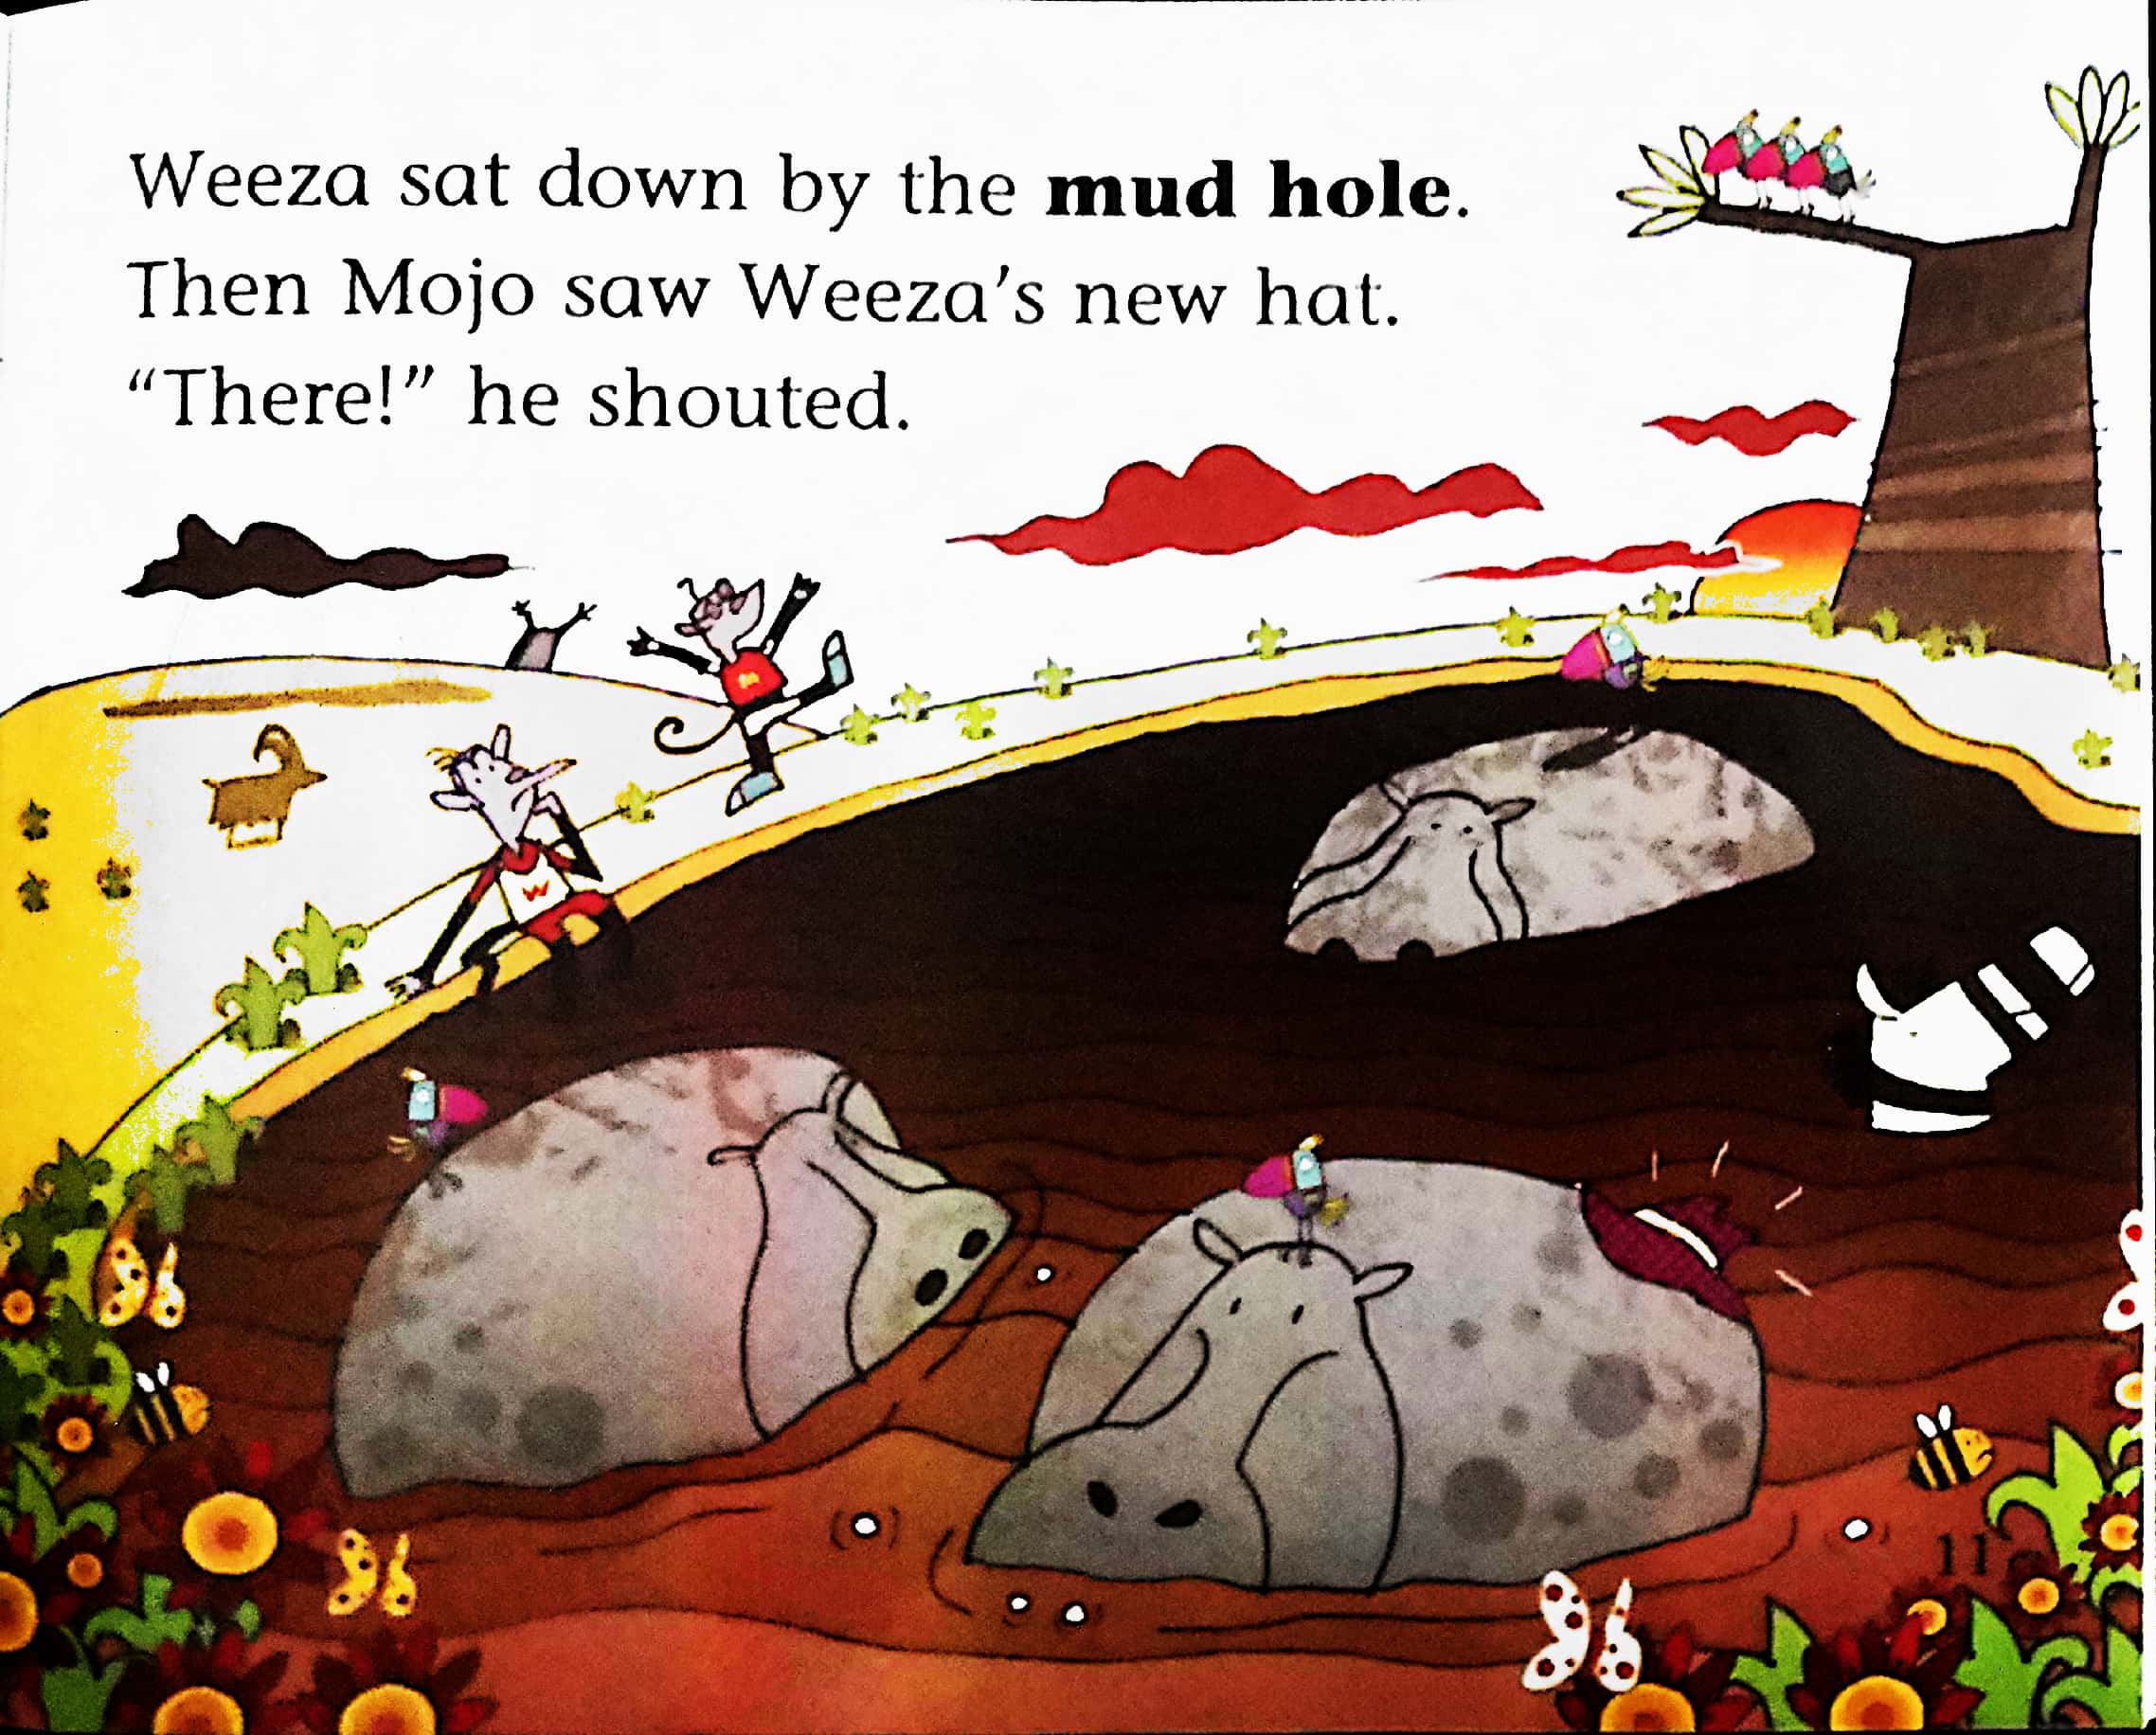 Weeza sat down by the mud hole.
Then Mojo saw Weeza's new hat.
“There!” he shouted.
M
W
11